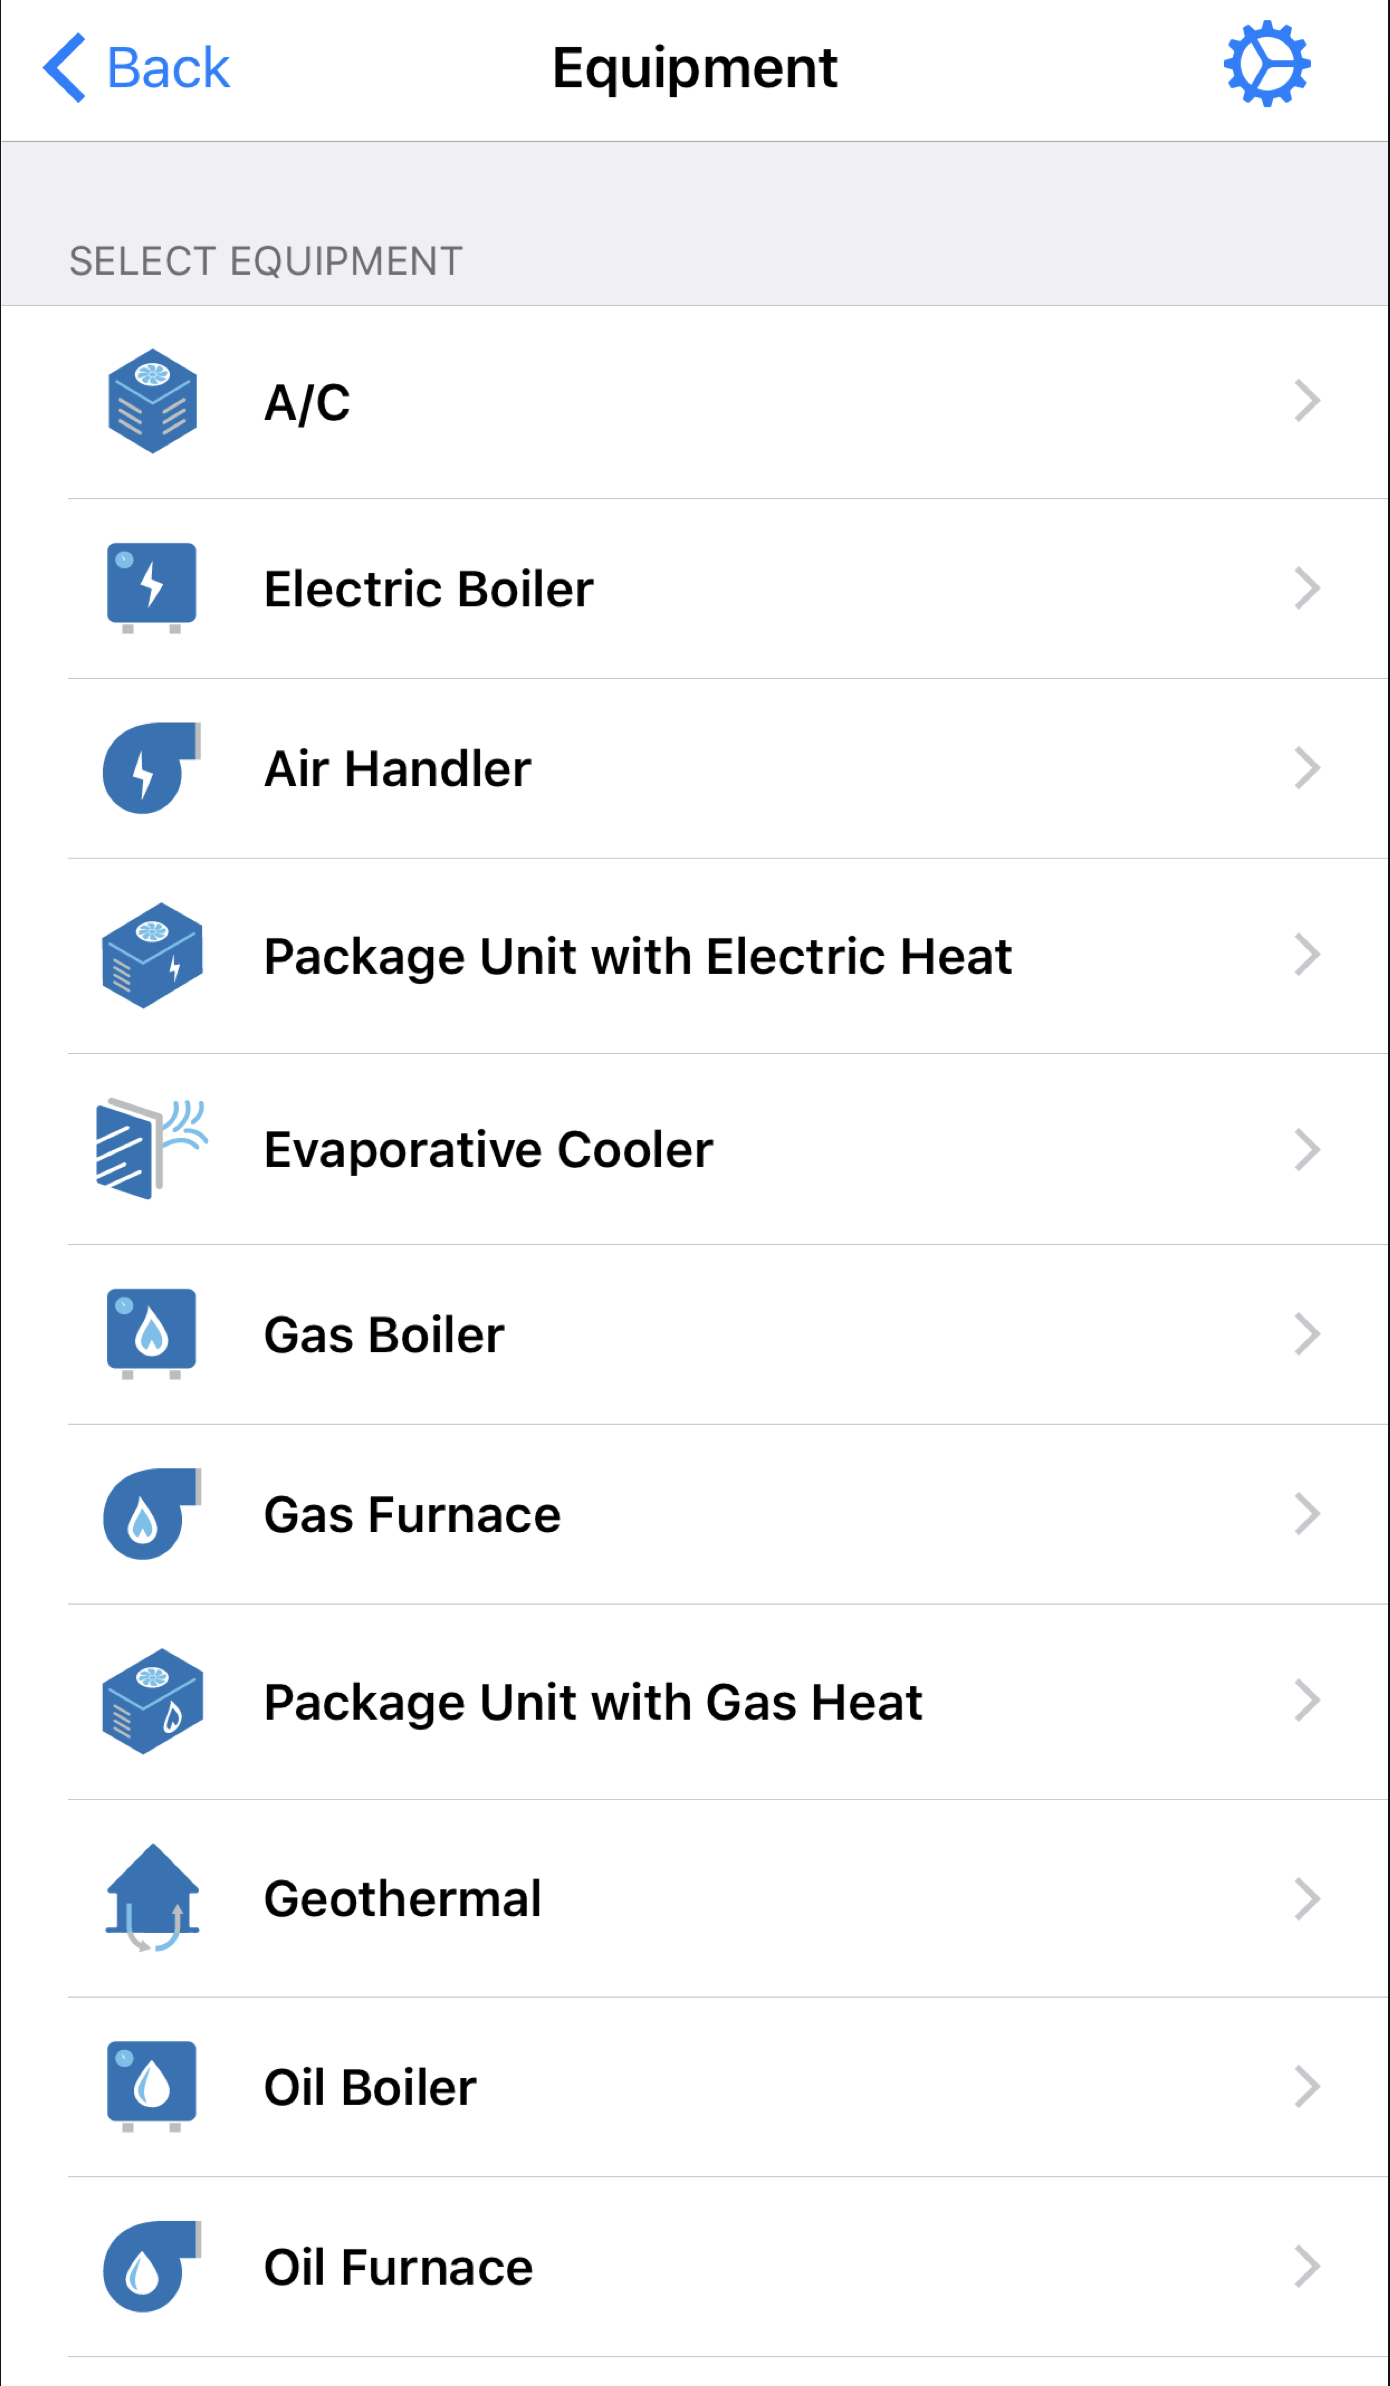 Back
Equipment
SELECT EQUIPMENT
A/C
Electric Boiler
Air Handler
Package Unit with Electric Heat
Evaporative Cooler
Gas Boiler
Gas Furnace
Package Unit with Gas Heat
Geothermal
Oil Boiler
Oil Furnace